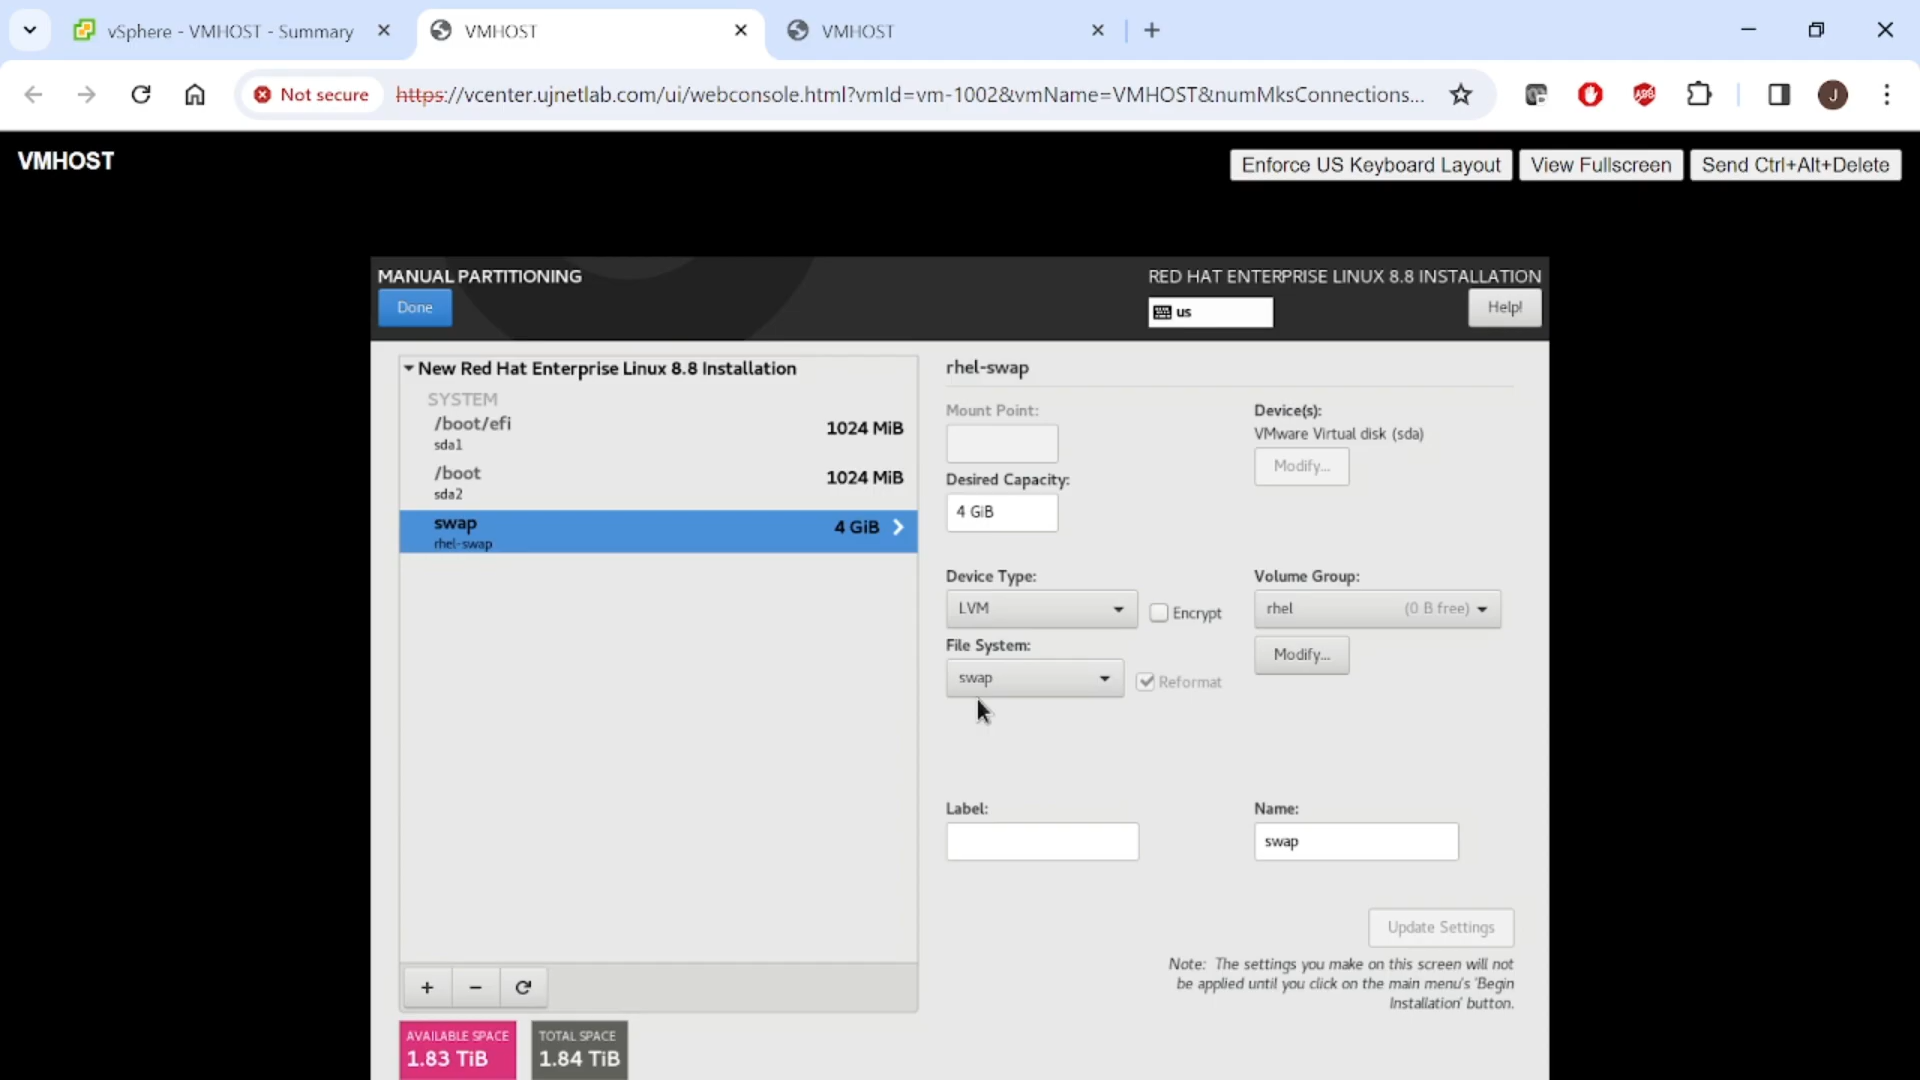 vSphere - VMHOST - Summary
VMHOST
VMHOST
Not secure
https://vcenter.ujnetlab.com/ui/webconsole.html?vmId=vm-1002&vmName=VMHOST&numMksConnections...
J
VMHOST
Enforce US Keyboard Layout
View Fullscreen
Send Ctrl+Alt+Delete
MANUAL PARTITIONING
RED HAT ENTERPRISE LINUX 8.8 INSTALLATION
Done
us
Help!
New Red Hat Enterprise Linux 8.8 Installation
SYSTEM
/boot/efi
1024 MiB
sda1
/boot
1024 MiB
sda2
swap
4 GiB
rhel-swap
rhel-swap
Mount Point:
Device(s):
VMware Virtual disk (sda)
Modify...
Desired Capacity:
4 GiB
Device Type:
Volume Group:
LVM
Encrypt
rhel (0 B free)
File System:
Modify...
swap
Reformat
Label:
Name:
swap
Update Settings
Note: The settings you make on this screen will not
be applied until you click on the main menu's 'Begin
Installation' button.
+ −
AVAILABLE SPACE
1.83 TiB
TOTAL SPACE
1.84 TiB